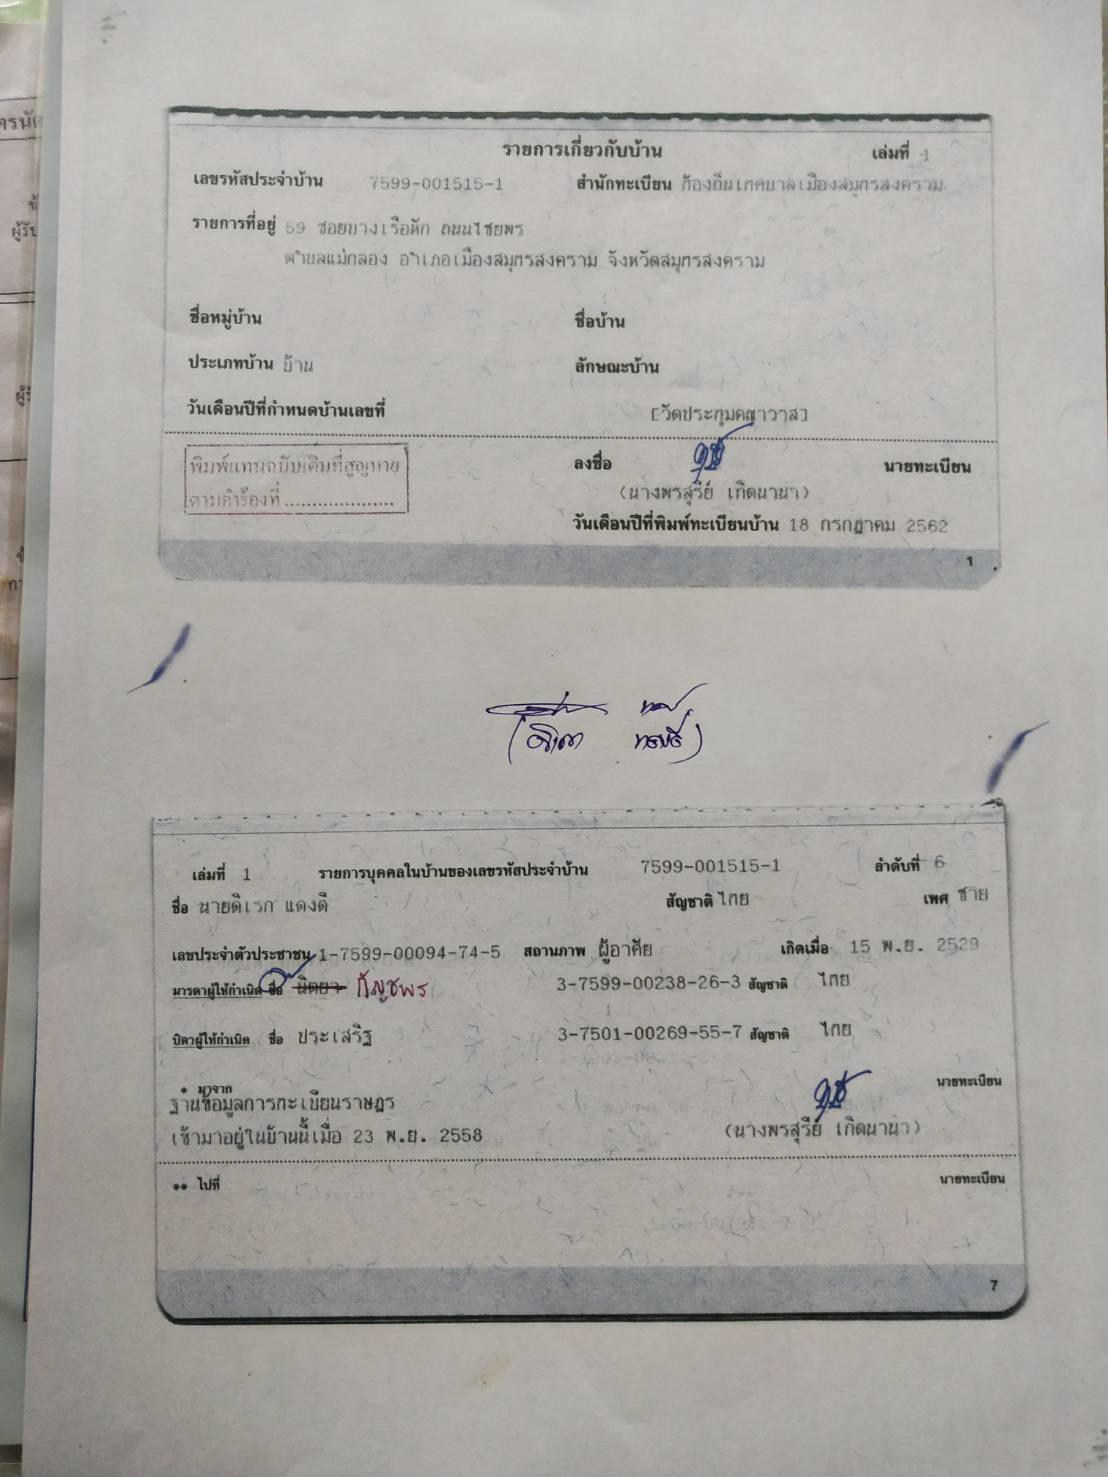 รายการเกี่ยวกับบ้าน เล่มที่ 1
เลขรหัสประจำบ้าน 7599-001515-1 สำนักทะเบียน ท้องถิ่นเทศบาลเมืองสมุทรสงคราม
รายการที่อยู่ 59 ซอยบางเรือหัก ถนนไชยพร
ตำบลแม่กลอง อำเภอเมืองสมุทรสงคราม จังหวัดสมุทรสงคราม
ชื่อหมู่บ้าน ชื่อบ้าน
ประเภทบ้าน บ้าน ลักษณะบ้าน
วันเดือนปีที่กำหนดบ้านเลขที่ [วัดประทุมคณาวาส]
พิมพ์แทนฉบับเดิมที่สูญหาย
ตามคำร้องที่....................
ลงชื่อ นายทะเบียน
(นางพรสุรีย์ เกิดนานา)
วันเดือนปีที่พิมพ์ทะเบียนบ้าน 18 กรกฎาคม 2562
1
เล่มที่ 1 รายการบุคคลในบ้านของเลขรหัสประจำบ้าน 7599-001515-1 ลำดับที่ 6
ชื่อ นายดิเรก แดงดี สัญชาติ ไทย เพศ ชาย
เลขประจำตัวประชาชน 1-7599-00094-74-5 สถานภาพ ผู้อาศัย เกิดเมื่อ 15 พ.ย. 2529
มารดาผู้ให้กำเนิด ชื่อ นิตยา กัญชพร 3-7599-00238-26-3 สัญชาติ ไทย
บิดาผู้ให้กำเนิด ชื่อ ประเสริฐ 3-7501-00269-55-7 สัญชาติ ไทย
* มาจาก นายทะเบียน
ฐานข้อมูลการทะเบียนราษฎร
เข้ามาอยู่ในบ้านนี้เมื่อ 23 พ.ย. 2558 (นางพรสุรีย์ เกิดนานา)
** ไปที่ นายทะเบียน
7